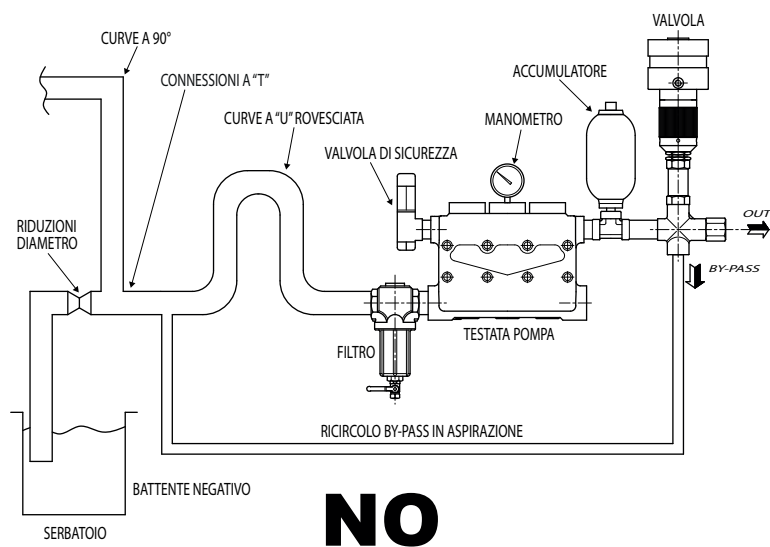 VALVOLA
CURVE A 90°
ACCUMULATORE
CONNESSIONI A “T”
CURVE A “U” ROVESCIATA
MANOMETRO
VALVOLA DI SICUREZZA
OUT
RIDUZIONI
DIAMETRO
BY-PASS
TESTATA POMPA
FILTRO
RICIRCOLO BY-PASS IN ASPIRAZIONE
BATTENTE NEGATIVO
SERBATOIO
NO